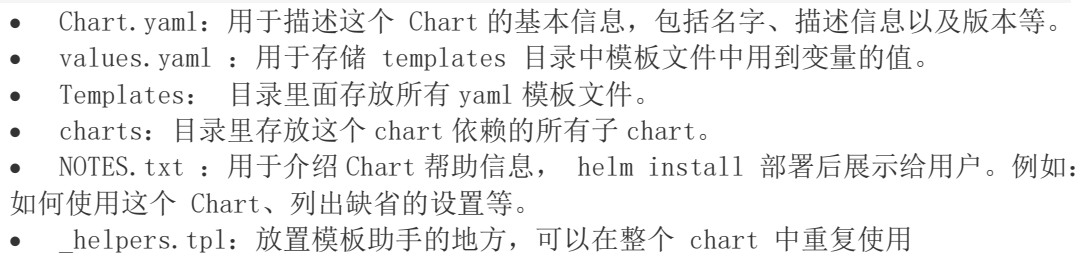 • Chart.yaml：用于描述这个 Chart 的基本信息，包括名字、描述信息以及版本等。
• values.yaml ：用于存储 templates 目录中模板文件中用到变量的值。
• Templates： 目录里面存放所有 yaml 模板文件。
• charts：目录里存放这个 chart 依赖的所有子 chart。
• NOTES.txt ：用于介绍 Chart 帮助信息， helm install 部署后展示给用户。例如：
如何使用这个 Chart、列出缺省的设置等。
• _helpers.tpl：放置模板助手的地方，可以在整个 chart 中重复使用